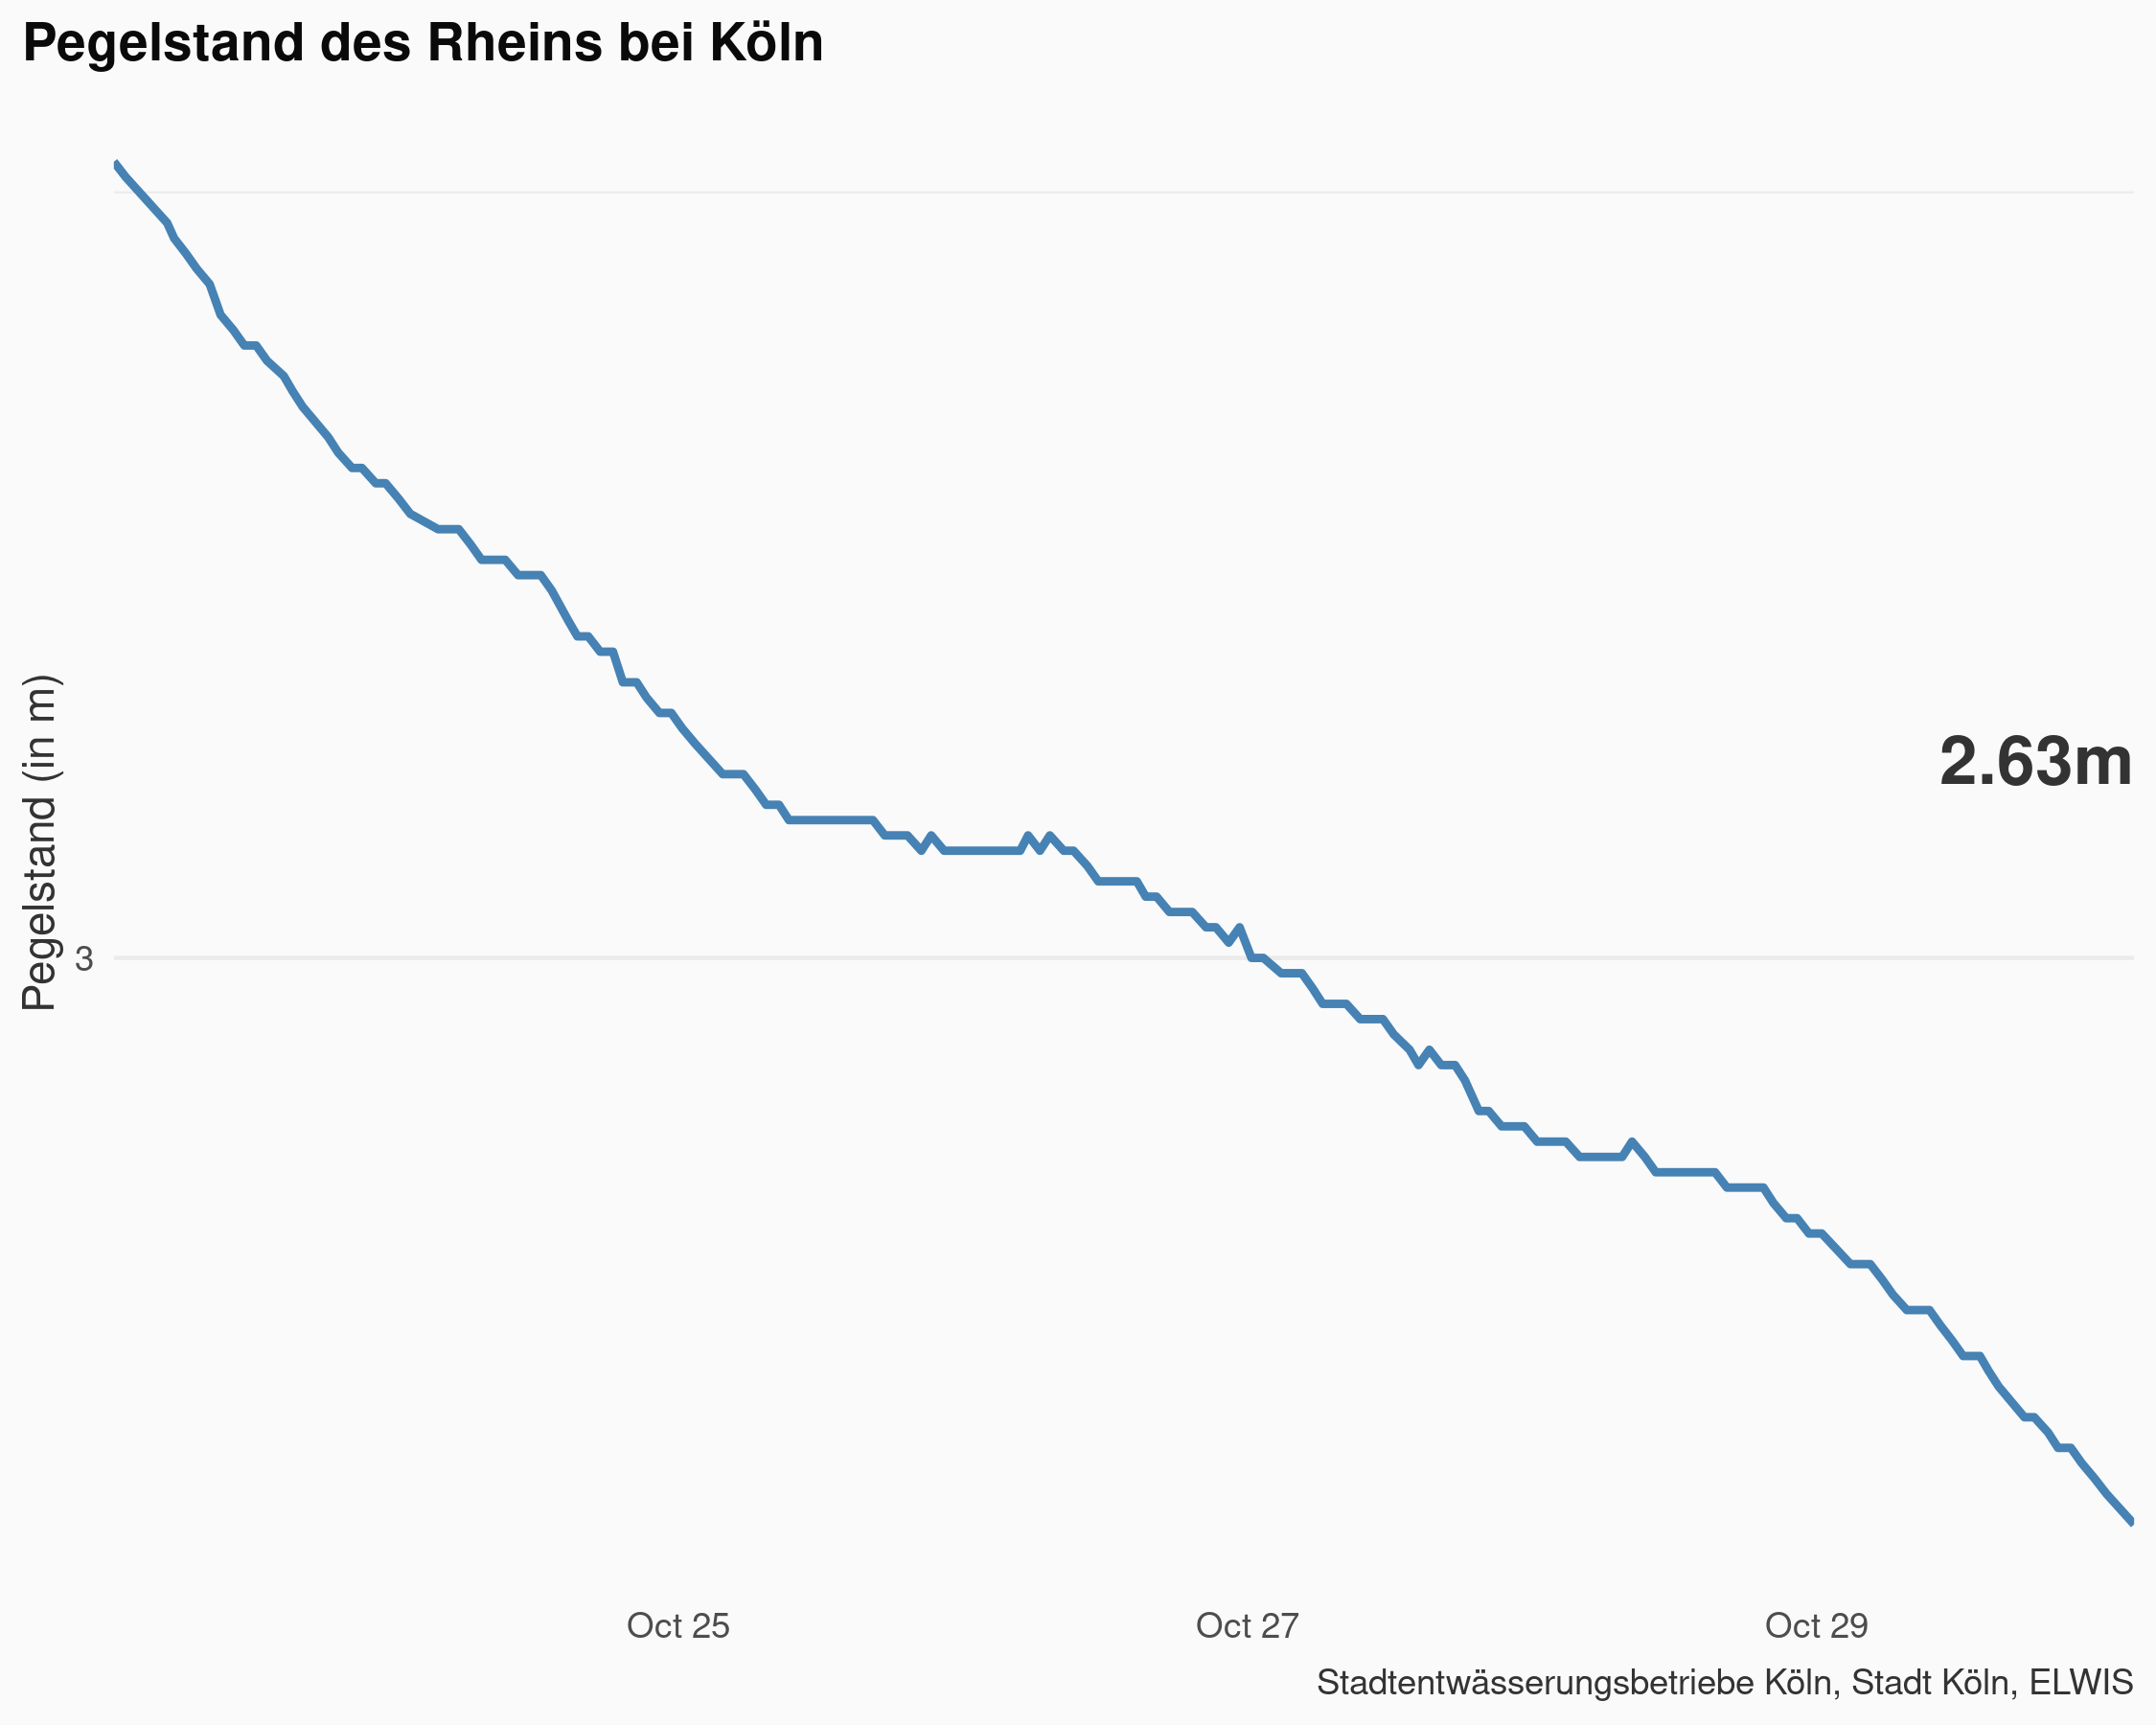 Pegelstand des Rheins bei Köln
Pegelstand (in m)
2.63m
3
Oct 25
Oct 27
Oct 29
Stadtentwässerungsbetriebe Köln, Stadt Köln, ELWIS